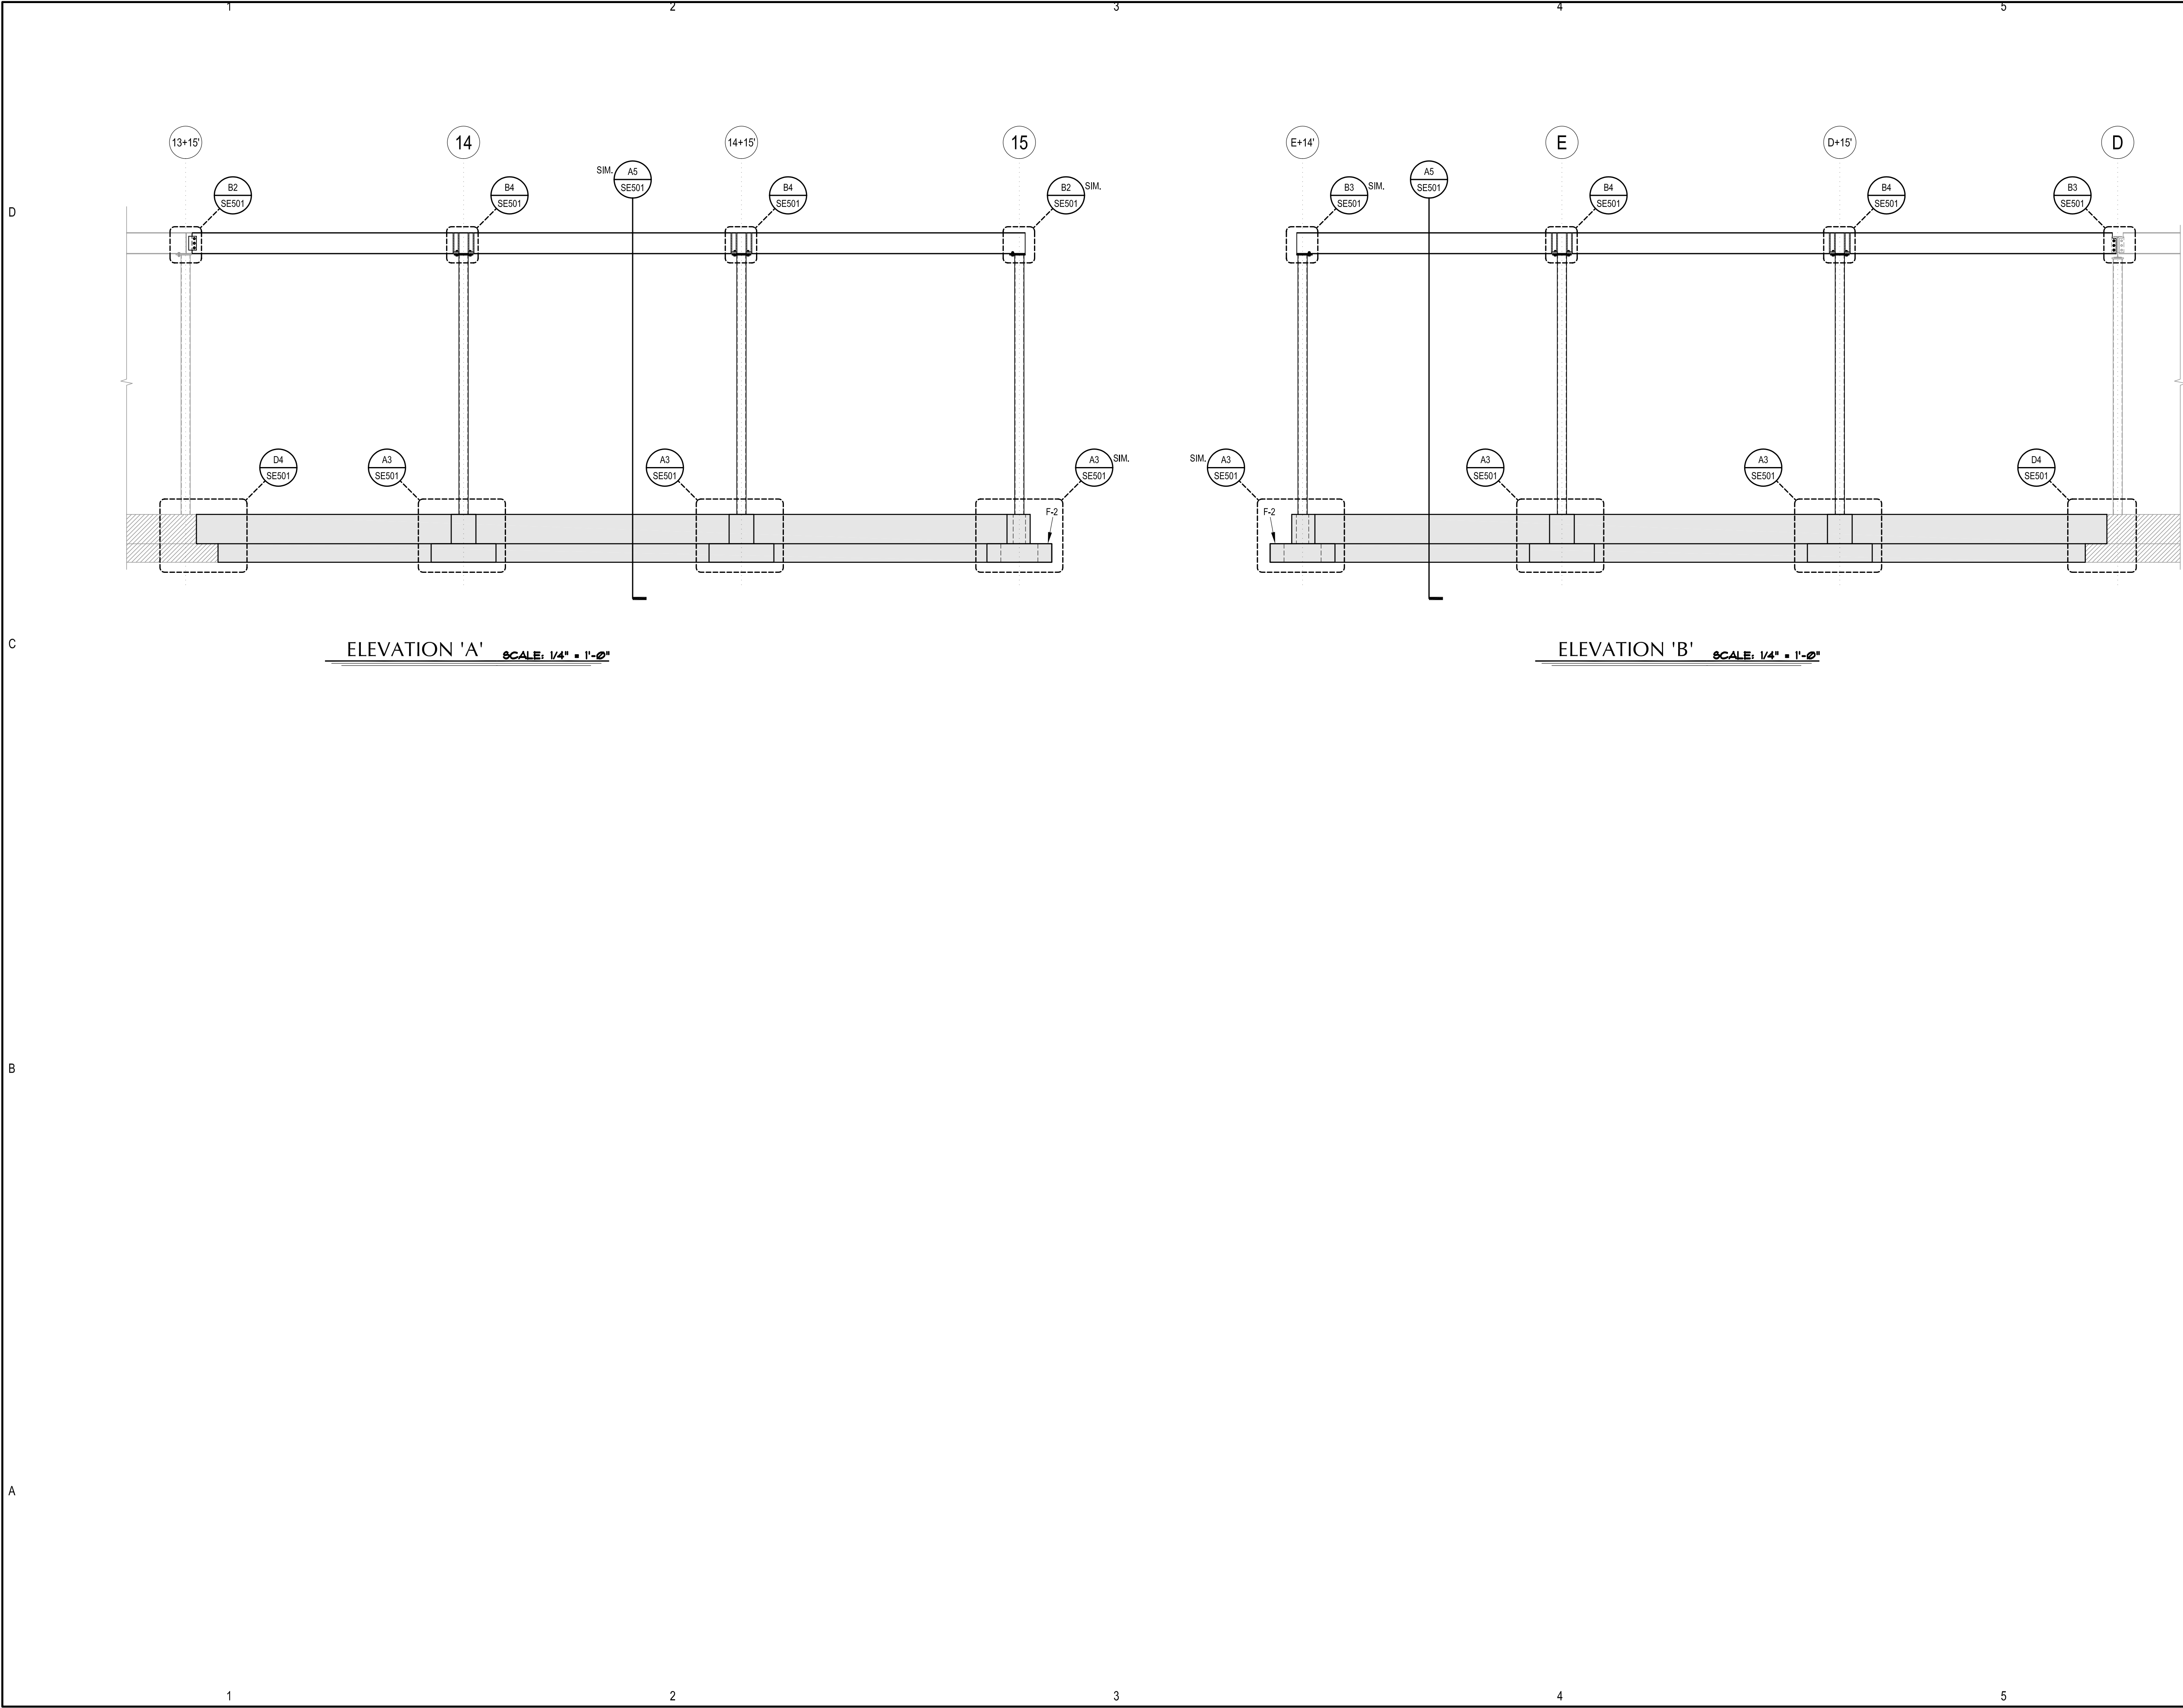 1 2 3 4 5
13+15' 14 14+15' 15 E+14' E D+15' D
SIM. A5 A5
SE501 SE501
B2 B4 B4 B2 SIM. B3 SIM. B4 B4 B3
SE501 SE501 SE501 SE501 SE501 SE501 SE501 SE501
D
D4 A3 A3 A3 SIM. SIM. A3 A3 A3 D4
SE501 SE501 SE501 SE501 SE501 SE501 SE501 SE501
F-2 F-2
C
ELEVATION 'A' SCALE: 1/4" = 1'-0"
ELEVATION 'B' SCALE: 1/4" = 1'-0"
B
A
1 2 3 4 5